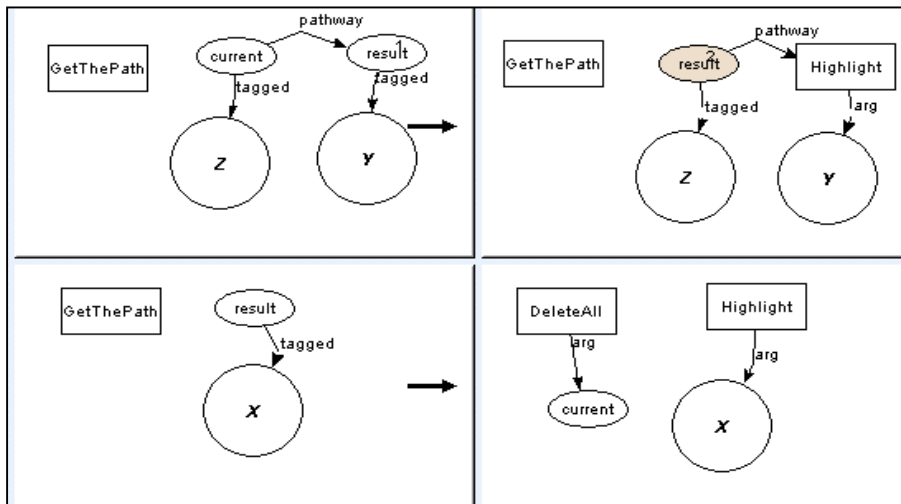 pathway
GetThePath
current
result
1
tagged
tagged
Z
Y
pathway
GetThePath
result
2
Highlight
tagged
arg
Z
Y
GetThePath
result
tagged
X
DeleteAll
Highlight
arg
arg
current
X